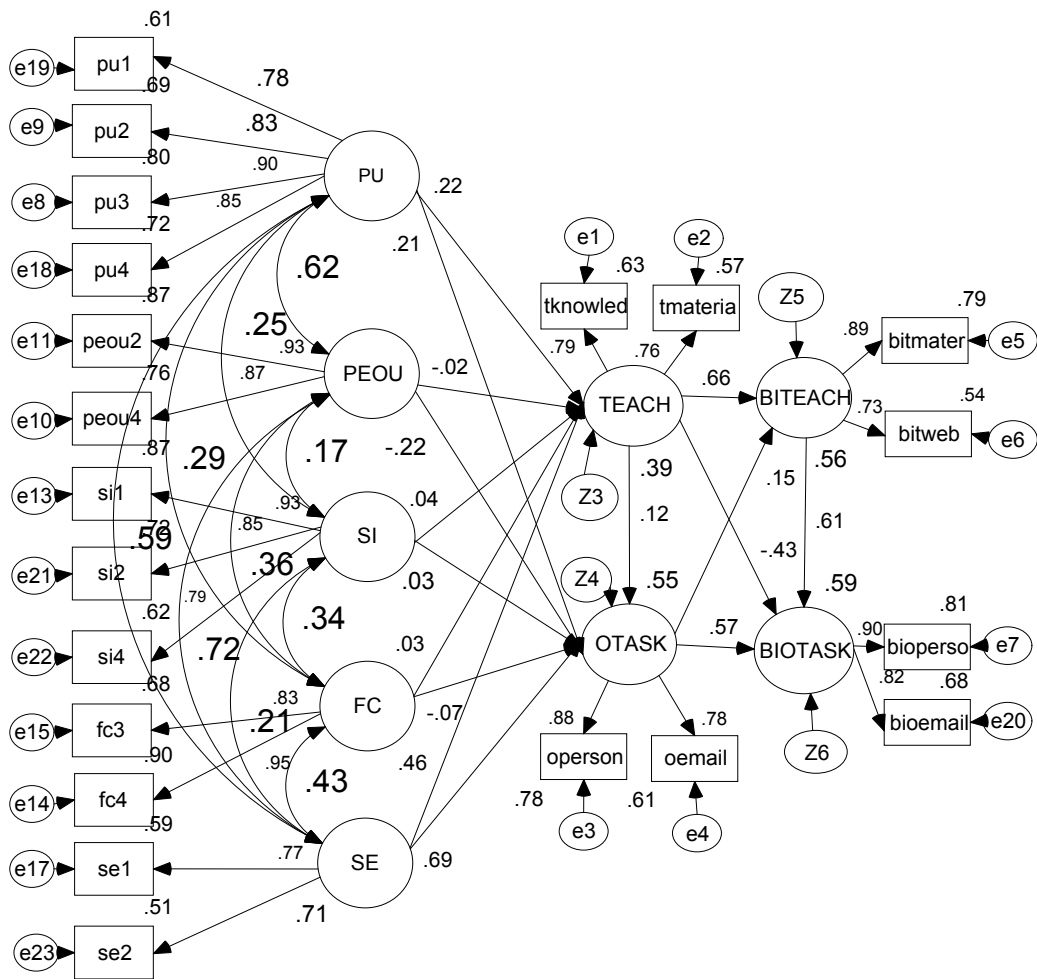 .61
e19
pu1
.78
.69
e9
pu2
.83
.80
e8
pu3
.90
PU
.22
.72
e18
pu4
.85
.21
.87
.62
e11
peou2
.25
.93
PEOU
-.02
.76
e10
peou4
.87
-.22
.87
.29
.17
e13
si1
.93
SI
.04
.72
.59
e21
si2
.85
.36
.03
.62
.79
e22
si4
.72
.34
.03
.68
e15
fc3
.83
FC
-.07
.90
.21
e14
fc4
.95
.43
.46
.59
e17
se1
.77
SE
.69
.51
.71
e23
se2
e1
e2
.63
.57
tknowled
tmateria
.79
.76
TEACH
.66
Z3
.39
.12
Z4
.55
OTASK
.57
.88
.78
operson
oemail
.78
.61
e3
e4
Z5
.79
.89
bitmater
e5
BITEACH
.54
.73
bitweb
e6
.56
.15
.61
-.43
.59
.81
BIOTASK
.90
bioperso
e7
.82
.68
bioemail
e20
Z6